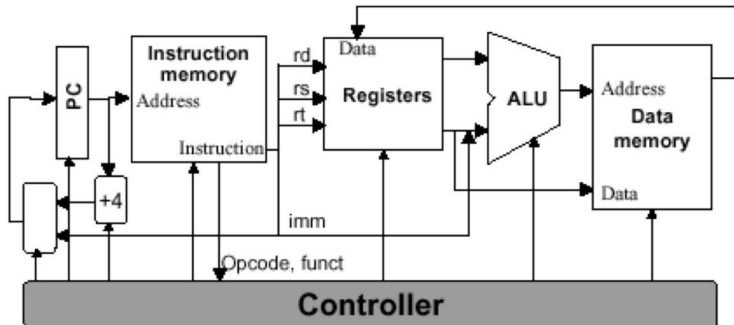 Instruction
memory
Address
Instruction
PC
+4
rd
rs
rt
imm
Opcode, funct
Data
Registers
ALU
Address
Data
memory
Data
Controller